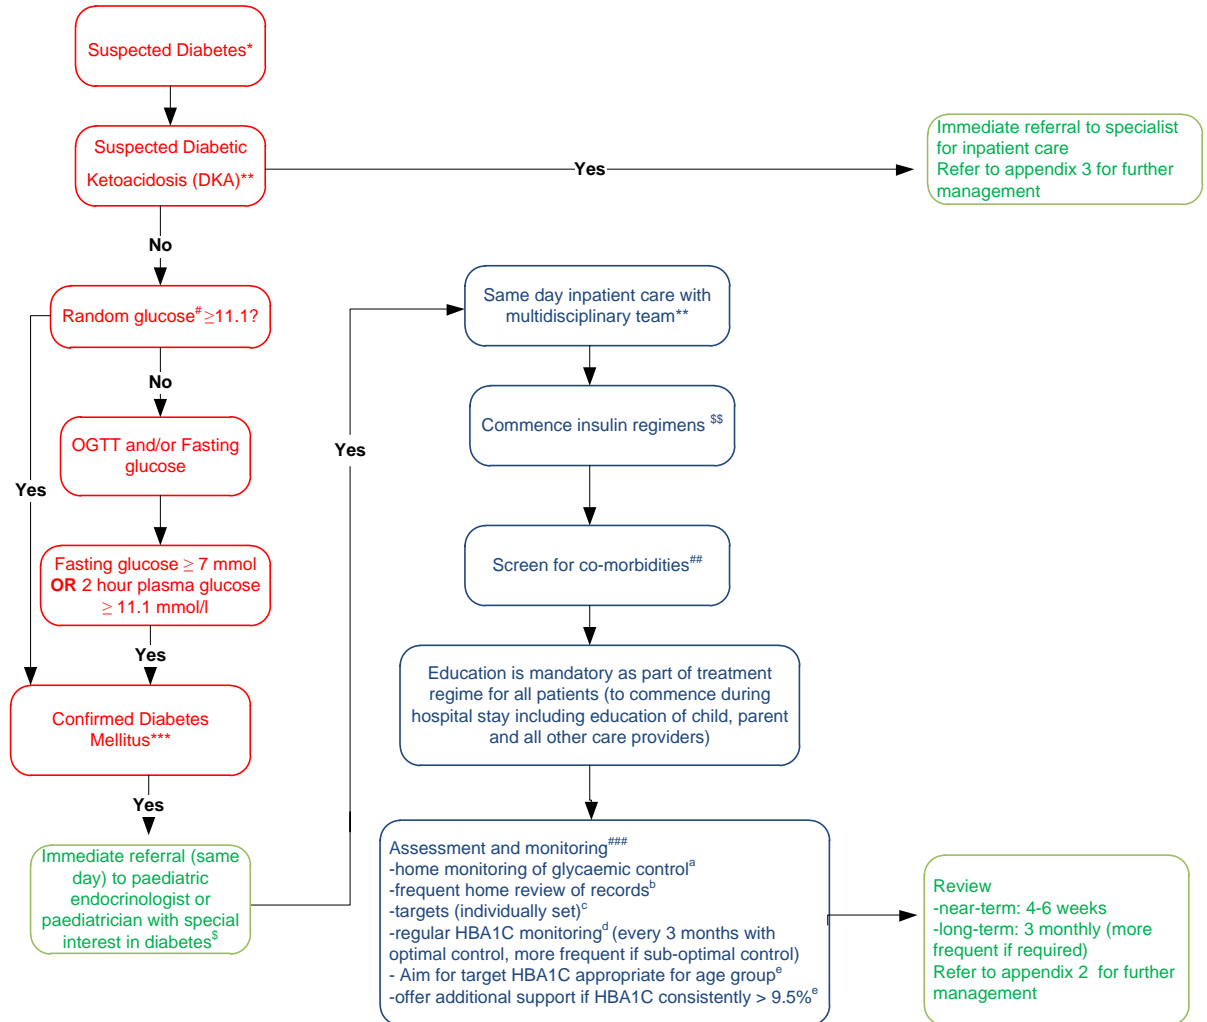 Suspected Diabetes*
Suspected Diabetic
Ketoacidosis (DKA)**
Yes
Immediate referral to specialist
for inpatient care
Refer to appendix 3 for further
management
No
Random glucose# ≥11.1?
No
Yes
OGTT and/or Fasting
glucose
Fasting glucose ≥ 7 mmol
OR 2 hour plasma glucose
≥ 11.1 mmol/l
Yes
Confirmed Diabetes
Mellitus***
Yes
Immediate referral (same
day) to paediatric
endocrinologist or
paediatrician with special
interest in diabetes$
Yes
Same day inpatient care with
multidisciplinary team**
Commence insulin regimens $$
Screen for co-morbidities##
Education is mandatory as part of treatment
regime for all patients (to commence during
hospital stay including education of child, parent
and all other care providers)
Assessment and monitoring###
-home monitoring of glycaemic controla
-frequent home review of recordsb
-targets (individually set)c
-regular HBA1C monitoringd (every 3 months with
optimal control, more frequent if sub-optimal control)
- Aim for target HBA1C appropriate for age groupe
-offer additional support if HBA1C consistently > 9.5%e
Review
-near-term: 4-6 weeks
-long-term: 3 monthly (more
frequent if required)
Refer to appendix 2 for further
management